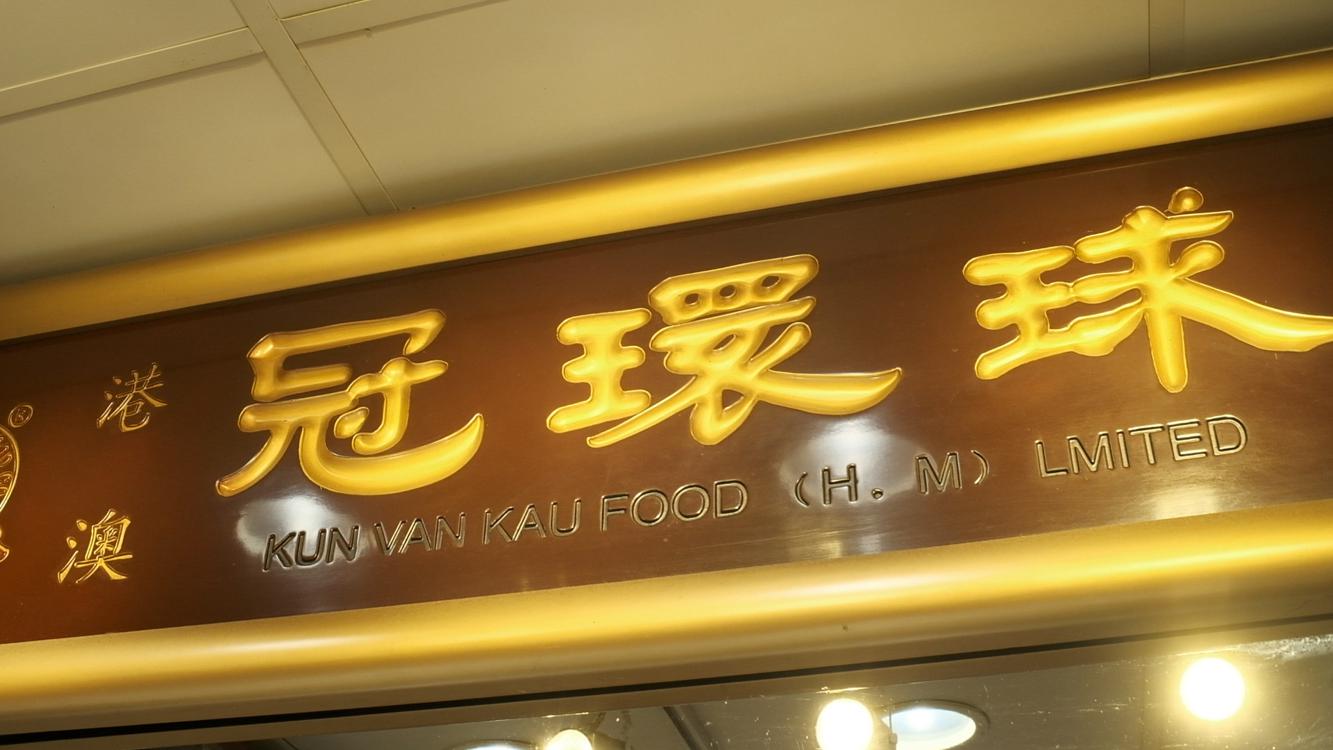 港澳
冠環球
KUN VAN KAU FOOD (H. M) LMITED
®